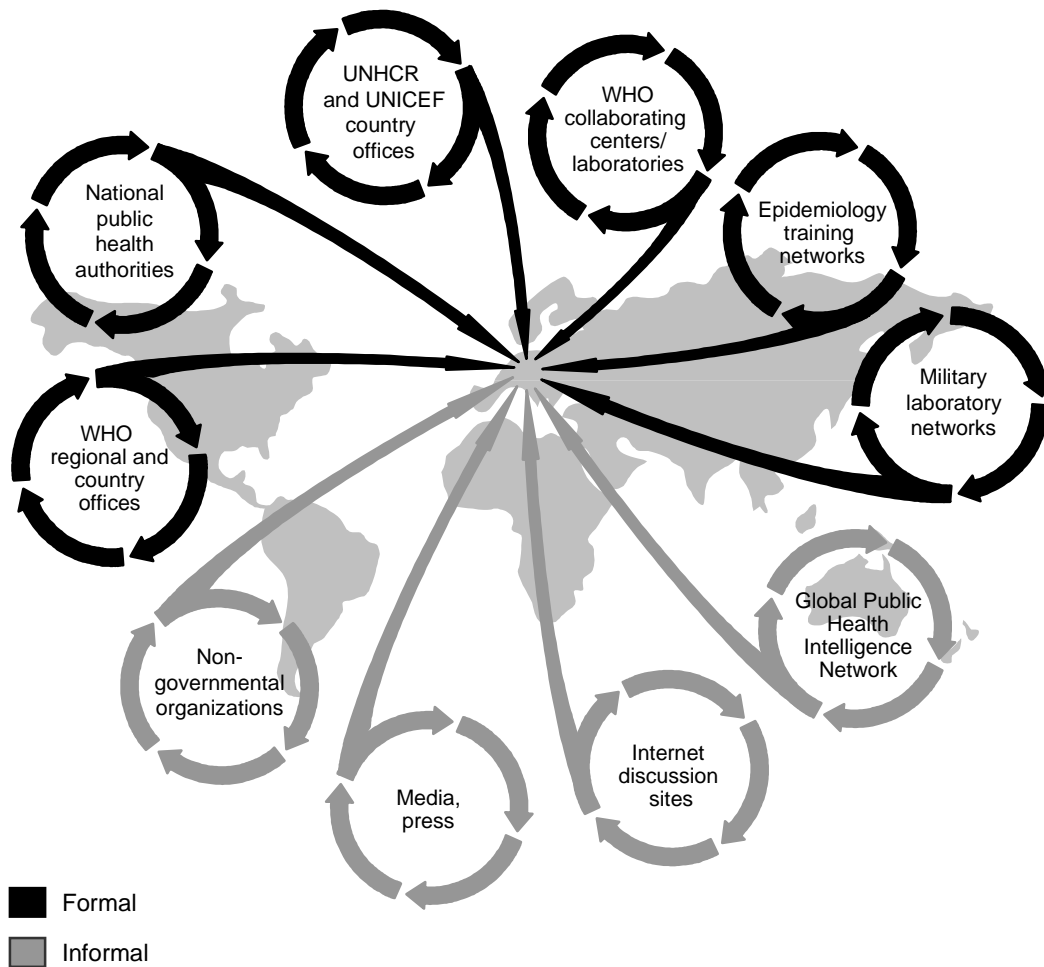 UNHCR
and UNICEF
country
offices
WHO
collaborating
centers/
laboratories
National
public
health
authorities
Epidemiology
training
networks
Military
laboratory
networks
WHO
regional and
country
offices
Global Public
Health
Intelligence
Network
Non-
governmental
organizations
Internet
discussion
sites
Media,
press
Formal
Informal